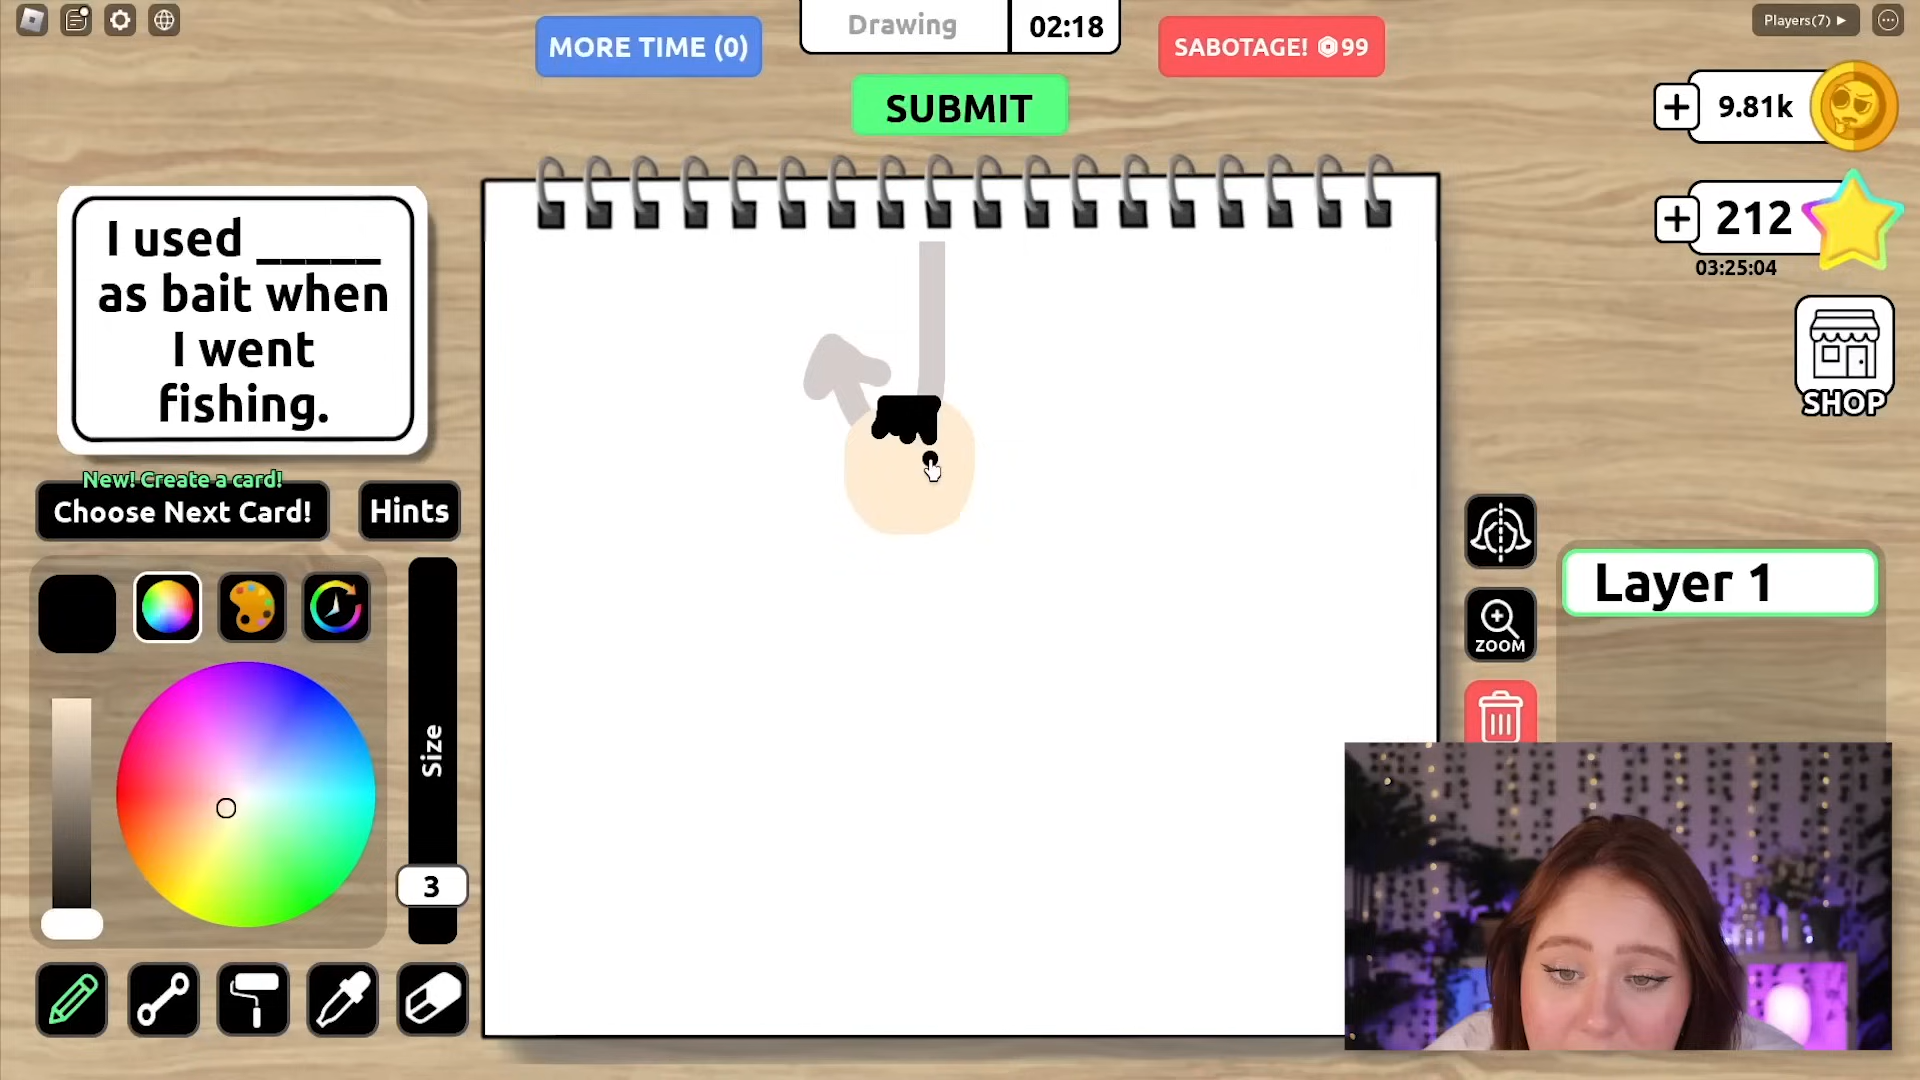 Players(7) ▶
MORE TIME (0)
Drawing
02:18
SABOTAGE! 99
SUBMIT
9.81k
212
03:25:04
SHOP
I used _____
as bait when
I went
fishing.
New! Create a card!
Choose Next Card!
Hints
Size
3
ZOOM
Layer 1